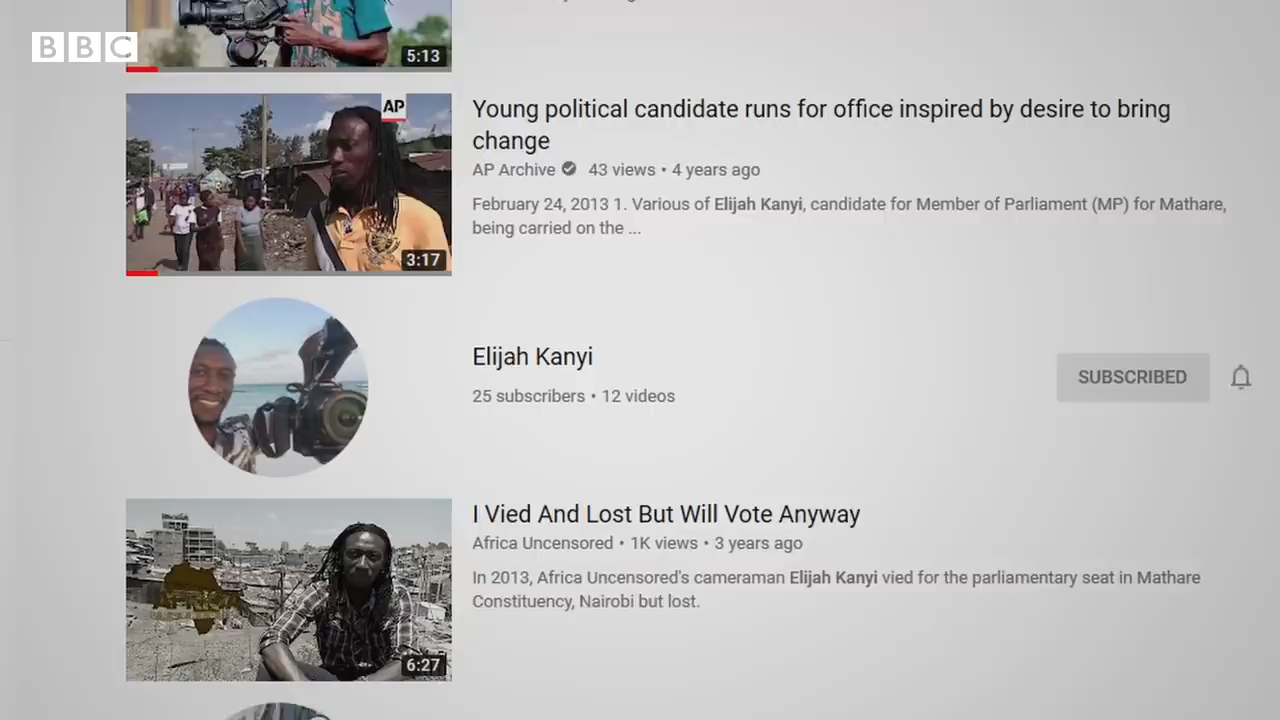 BBC
5:13
AP
Young political candidate runs for office inspired by desire to bring
change
AP Archive 43 views • 4 years ago
February 24, 2013 1. Various of Elijah Kanyi, candidate for Member of Parliament (MP) for Mathare,
being carried on the ...
3:17
Elijah Kanyi
25 subscribers • 12 videos
SUBSCRIBED
I Vied And Lost But Will Vote Anyway
Africa Uncensored • 1K views • 3 years ago
In 2013, Africa Uncensored's cameraman Elijah Kanyi vied for the parliamentary seat in Mathare
Constituency, Nairobi but lost.
6:27